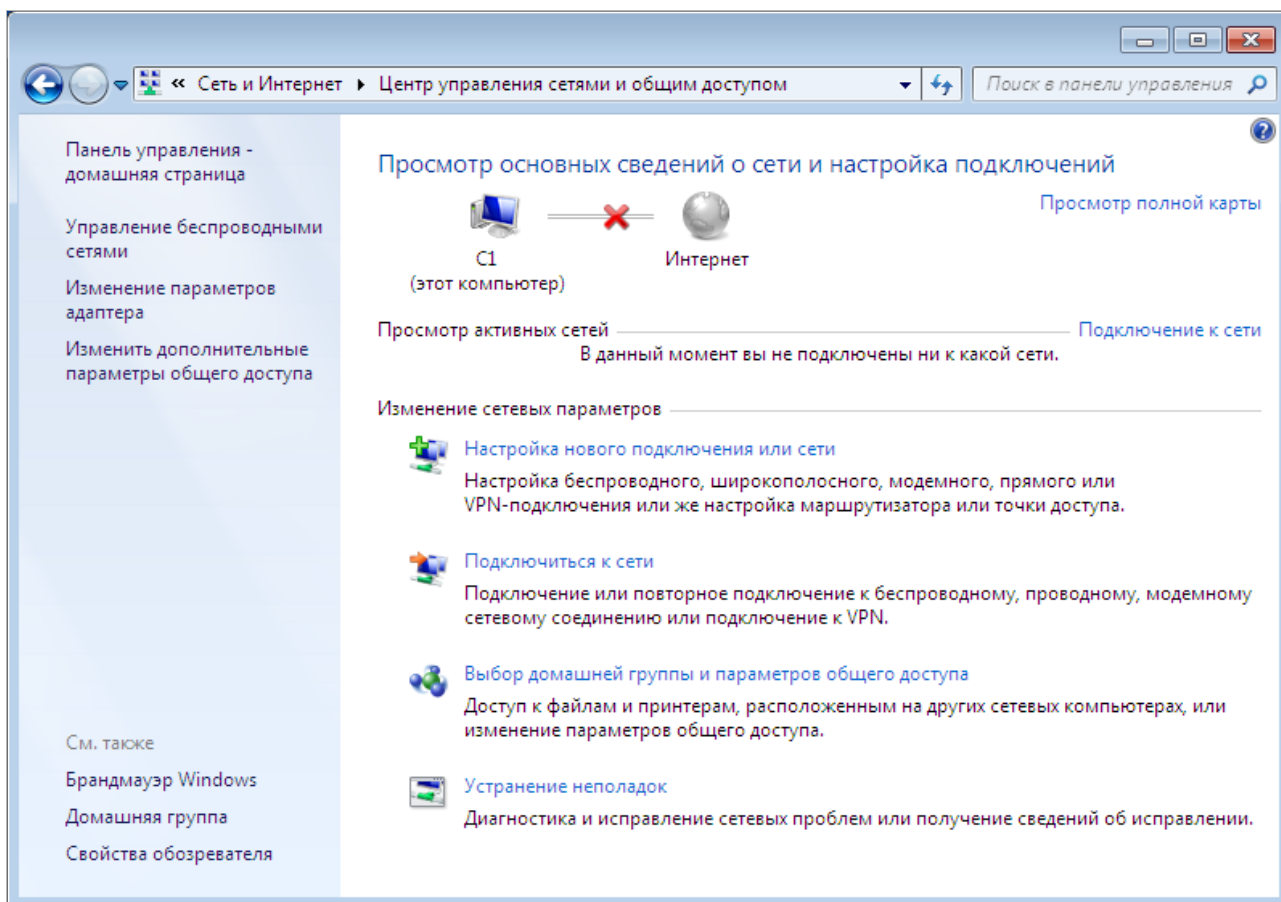 « Сеть и Интернет ▸ Центр управления сетями и общим доступом
Поиск в панели управления
Панель управления -
домашняя страница
Управление беспроводными
сетями
Изменение параметров
адаптера
Изменить дополнительные
параметры общего доступа
См. также
Брандмауэр Windows
Домашняя группа
Свойства обозревателя
Просмотр основных сведений о сети и настройка подключений
Просмотр полной карты
C1
(этот компьютер)
Интернет
Просмотр активных сетей
Подключение к сети
В данный момент вы не подключены ни к какой сети.
Изменение сетевых параметров
Настройка нового подключения или сети
Настройка беспроводного, широкополосного, модемного, прямого или
VPN-подключения или же настройка маршрутизатора или точки доступа.
Подключиться к сети
Подключение или повторное подключение к беспроводному, проводному, модемному
сетевому соединению или подключение к VPN.
Выбор домашней группы и параметров общего доступа
Доступ к файлам и принтерам, расположенным на других сетевых компьютерах, или
изменение параметров общего доступа.
Устранение неполадок
Диагностика и исправление сетевых проблем или получение сведений об исправлении.